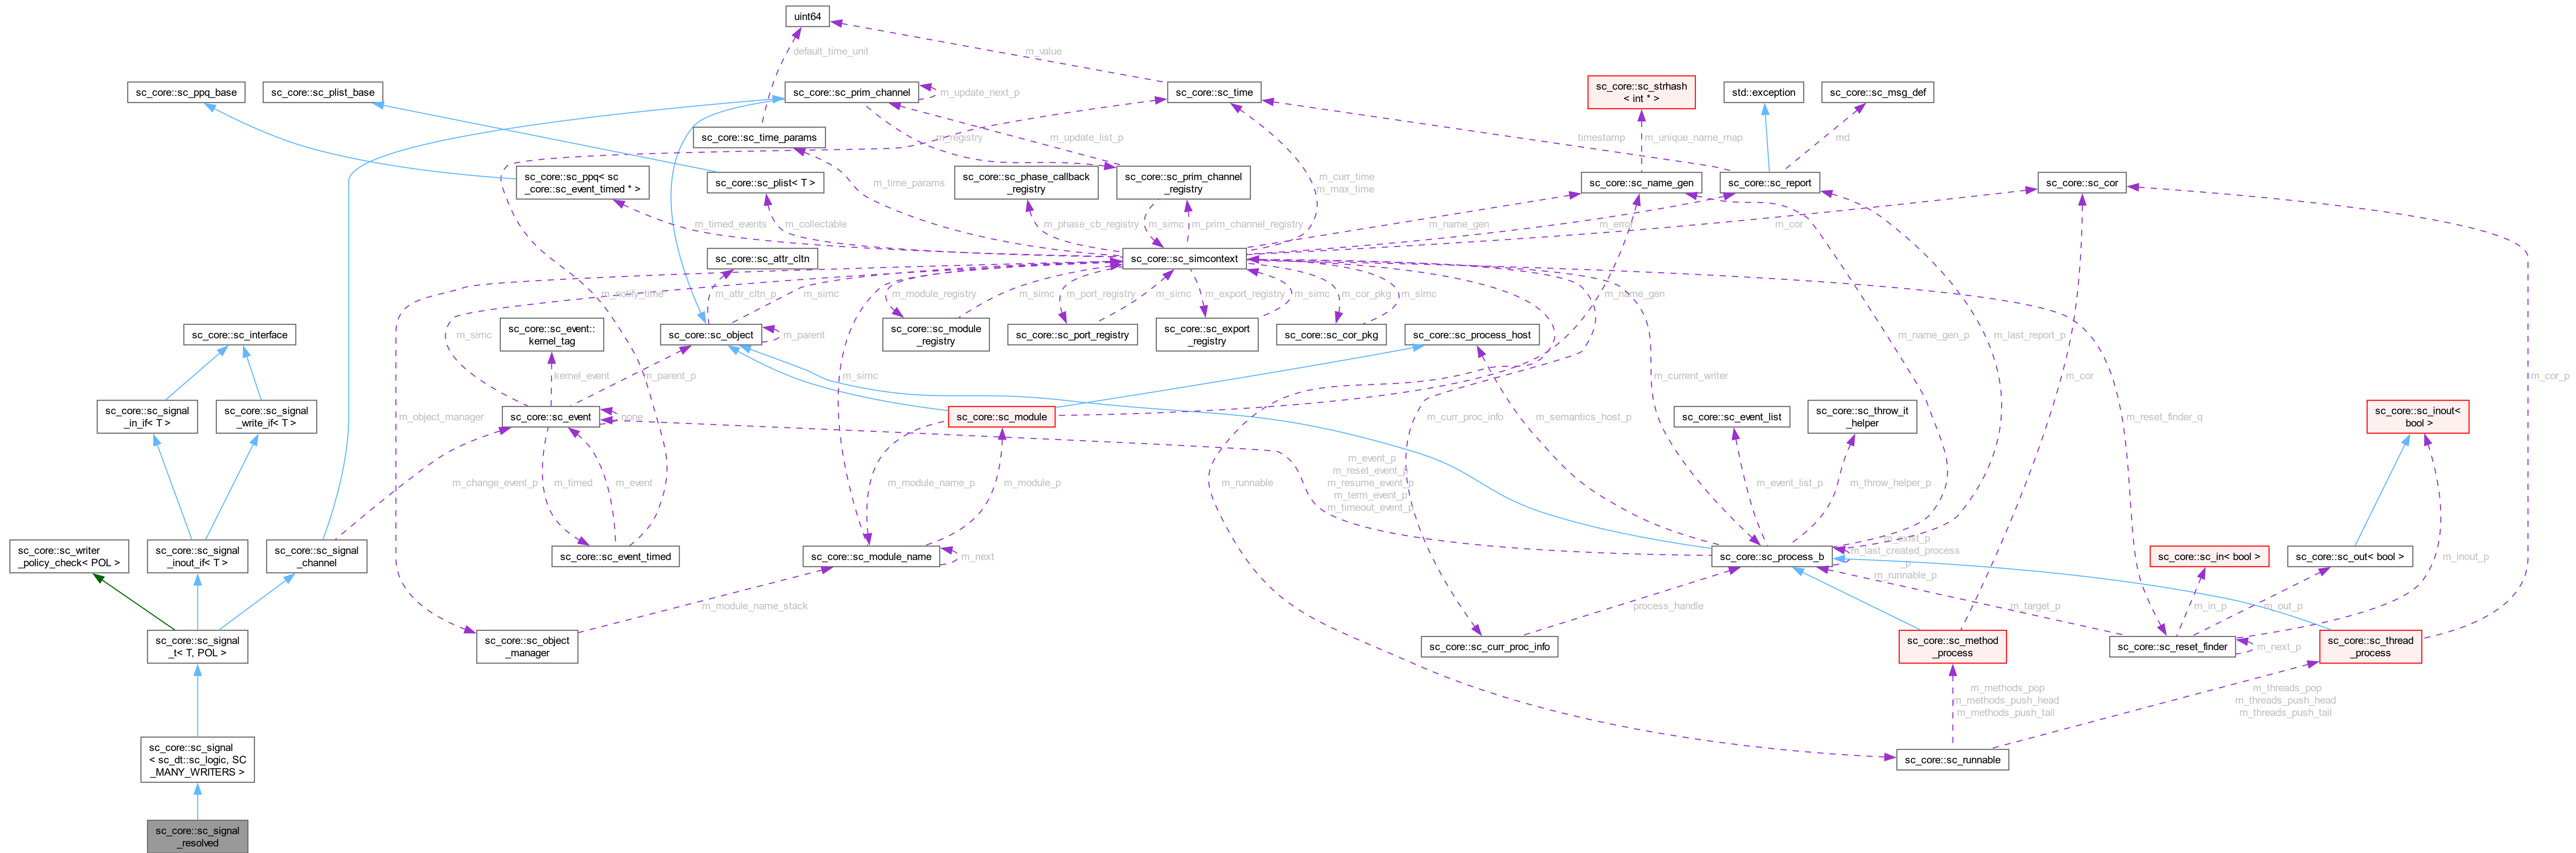 uint64
default_time_unit
m_value
sc_core::sc_ppq_base
sc_core::sc_plist_base
sc_core::sc_prim_channel
m_update_next_p
sc_core::sc_time
sc_core::sc_strhash
< int * >
std::exception
sc_core::sc_msg_def
sc_core::sc_time_params
m_registry
m_update_list_p
timestamp
m_unique_name_map
md
sc_core::sc_ppq< sc
_core::sc_event_timed * >
sc_core::sc_plist< T >
m_time_params
sc_core::sc_phase_callback
_registry
sc_core::sc_prim_channel
_registry
m_curr_time
m_max_time
sc_core::sc_name_gen
sc_core::sc_report
sc_core::sc_cor
m_timed_events
m_collectable
m_phase_cb_registry
m_simc
m_prim_channel_registry
m_name_gen
m_error
m_cor
sc_core::sc_attr_cltn
sc_core::sc_simcontext
m_notify_time
m_attr_cltn_p
m_simc
m_module_registry
m_simc
m_port_registry
m_simc
m_export_registry
m_simc
m_cor_pkg
m_simc
m_name_gen
sc_core::sc_interface
m_simc
sc_core::sc_event::
kernel_tag
sc_core::sc_object
m_parent
sc_core::sc_module
_registry
sc_core::sc_port_registry
sc_core::sc_export
_registry
sc_core::sc_cor_pkg
sc_core::sc_process_host
m_name_gen_p
m_last_report_p
kernel_event
m_parent_p
m_simc
m_current_writer
m_cor
m_cor_p
sc_core::sc_signal
_in_if< T >
sc_core::sc_signal
_write_if< T >
m_object_manager
sc_core::sc_event
none
sc_core::sc_module
m_curr_proc_info
m_semantics_host_p
sc_core::sc_event_list
sc_core::sc_throw_it
_helper
m_reset_finder_q
sc_core::sc_inout<
bool >
m_change_event_p
m_timed
m_event
m_module_name_p
m_module_p
m_runnable
m_event_p
m_reset_event_p
m_resume_event_p
m_term_event_p
m_timeout_event_p
m_event_list_p
m_throw_helper_p
sc_core::sc_writer
_policy_check< POL >
sc_core::sc_signal
_inout_if< T >
sc_core::sc_signal
_channel
sc_core::sc_event_timed
sc_core::sc_module_name
m_next
sc_core::sc_process_b
m_exist_p
m_last_created_process
_p
m_runnable_p
sc_core::sc_in< bool >
sc_core::sc_out< bool >
m_inout_p
m_module_name_stack
process_handle
m_target_p
m_in_p
m_out_p
sc_core::sc_signal
_t< T, POL >
sc_core::sc_object
_manager
sc_core::sc_curr_proc_info
sc_core::sc_method
_process
sc_core::sc_reset_finder
m_next_p
sc_core::sc_thread
_process
m_methods_pop
m_methods_push_head
m_methods_push_tail
m_threads_pop
m_threads_push_head
m_threads_push_tail
sc_core::sc_signal
< sc_dt::sc_logic, SC
_MANY_WRITERS >
sc_core::sc_runnable
sc_core::sc_signal
_resolved